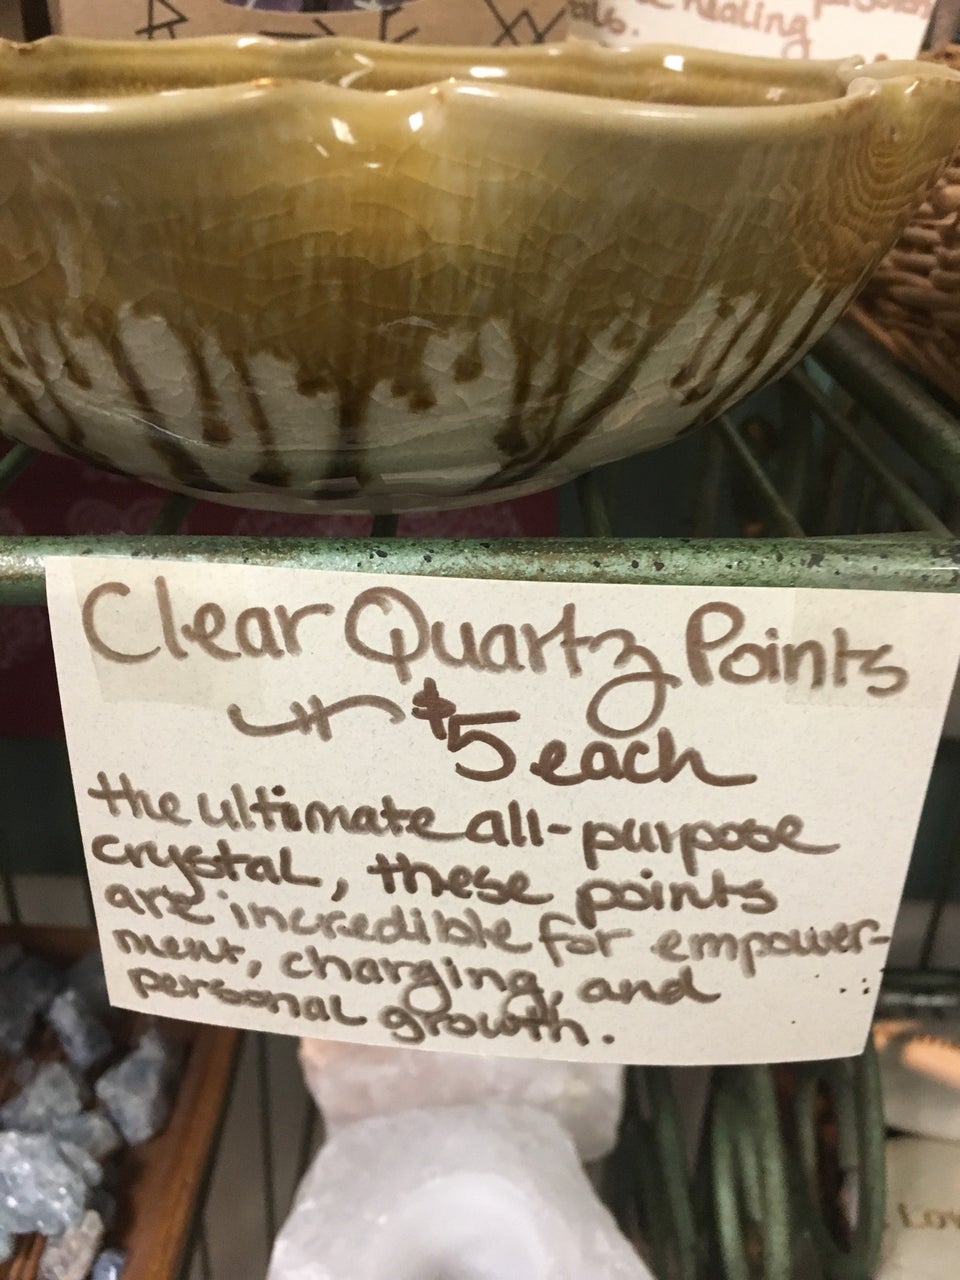 healing
Clear Quartz Points
$5 each
the ultimate all-purpose
crystal, these points
are incredible for empower-
ment, charging, and
personal growth.